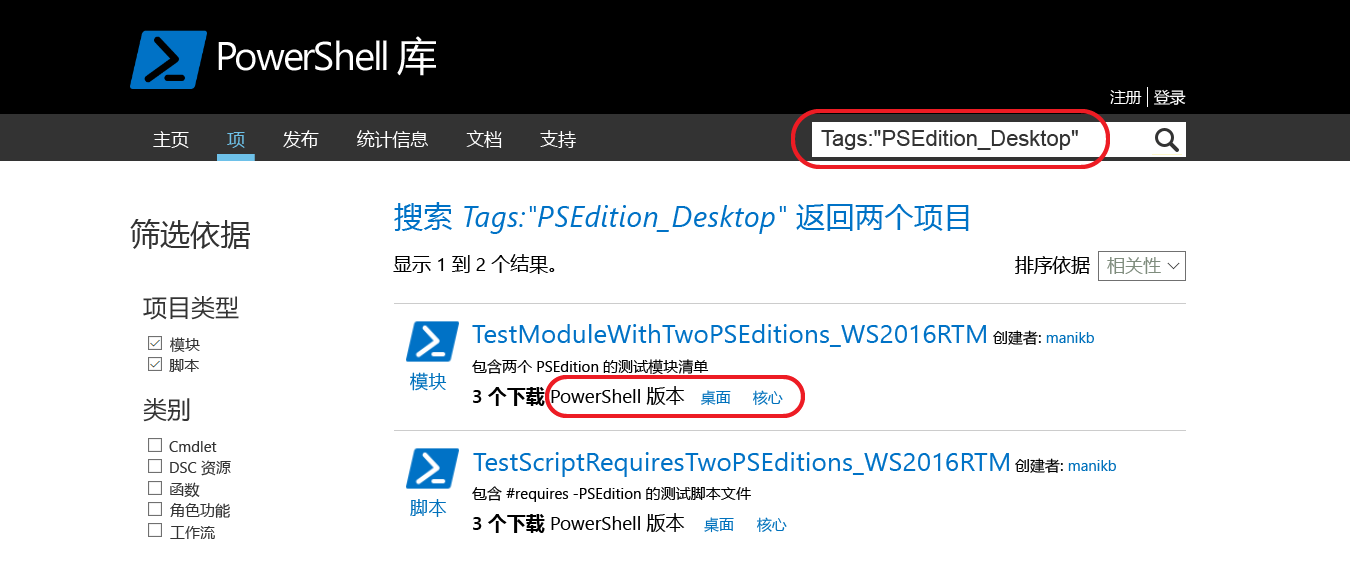 PowerShell 库
注册 登录
主页 项 发布 统计信息 文档 支持 Tags:"PSEdition_Desktop"
筛选依据
项目类型
模块
脚本
类别
Cmdlet
DSC 资源
函数
角色功能
工作流
搜索 Tags:"PSEdition_Desktop" 返回两个项目
显示 1 到 2 个结果。 排序依据 相关性
TestModuleWithTwoPSEditions_WS2016RTM 创建者: manikb
模块
包含两个 PSEdition 的测试模块清单
3 个下载 PowerShell 版本 桌面 核心
TestScriptRequiresTwoPSEditions_WS2016RTM 创建者: manikb
脚本
包含 #requires -PSEdition 的测试脚本文件
3 个下载 PowerShell 版本 桌面 核心